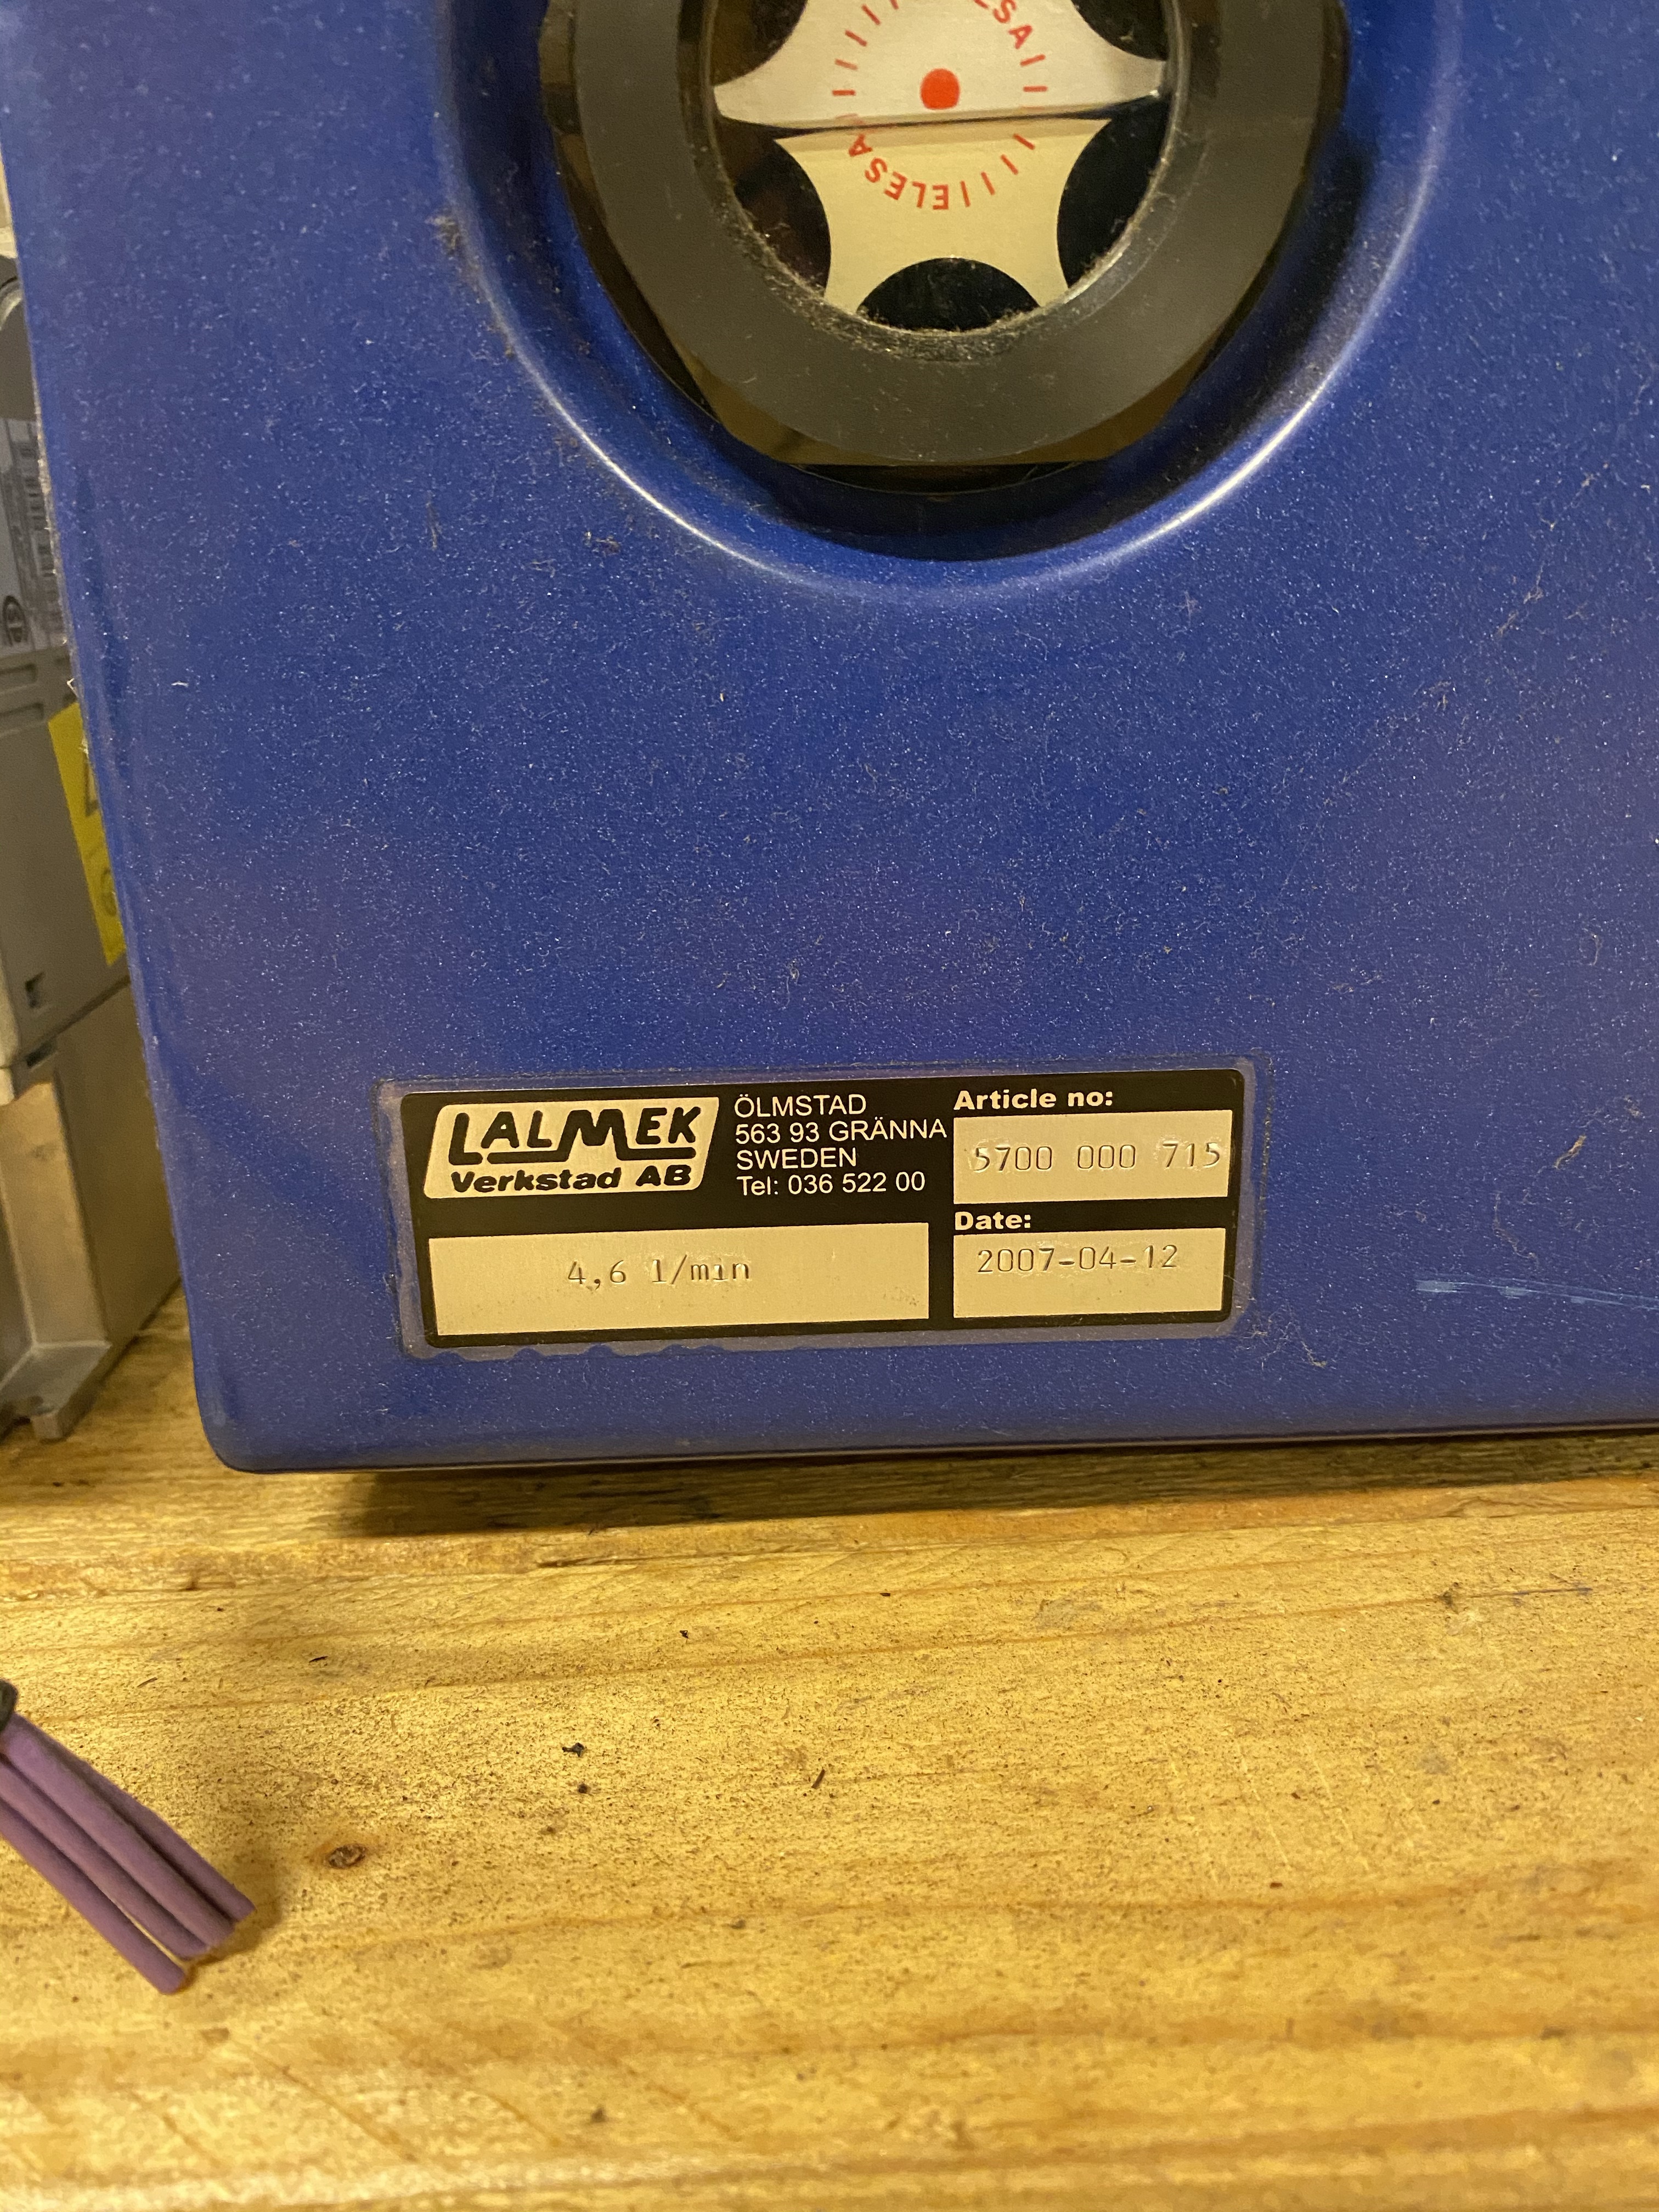 ELESA
LALMEK
Verkstad AB
ÖLMSTAD
563 93 GRÄNNA
SWEDEN
Tel: 036 522 00
Article no:
5700 000 715
Date:
2007-04-12
4,6 l/min